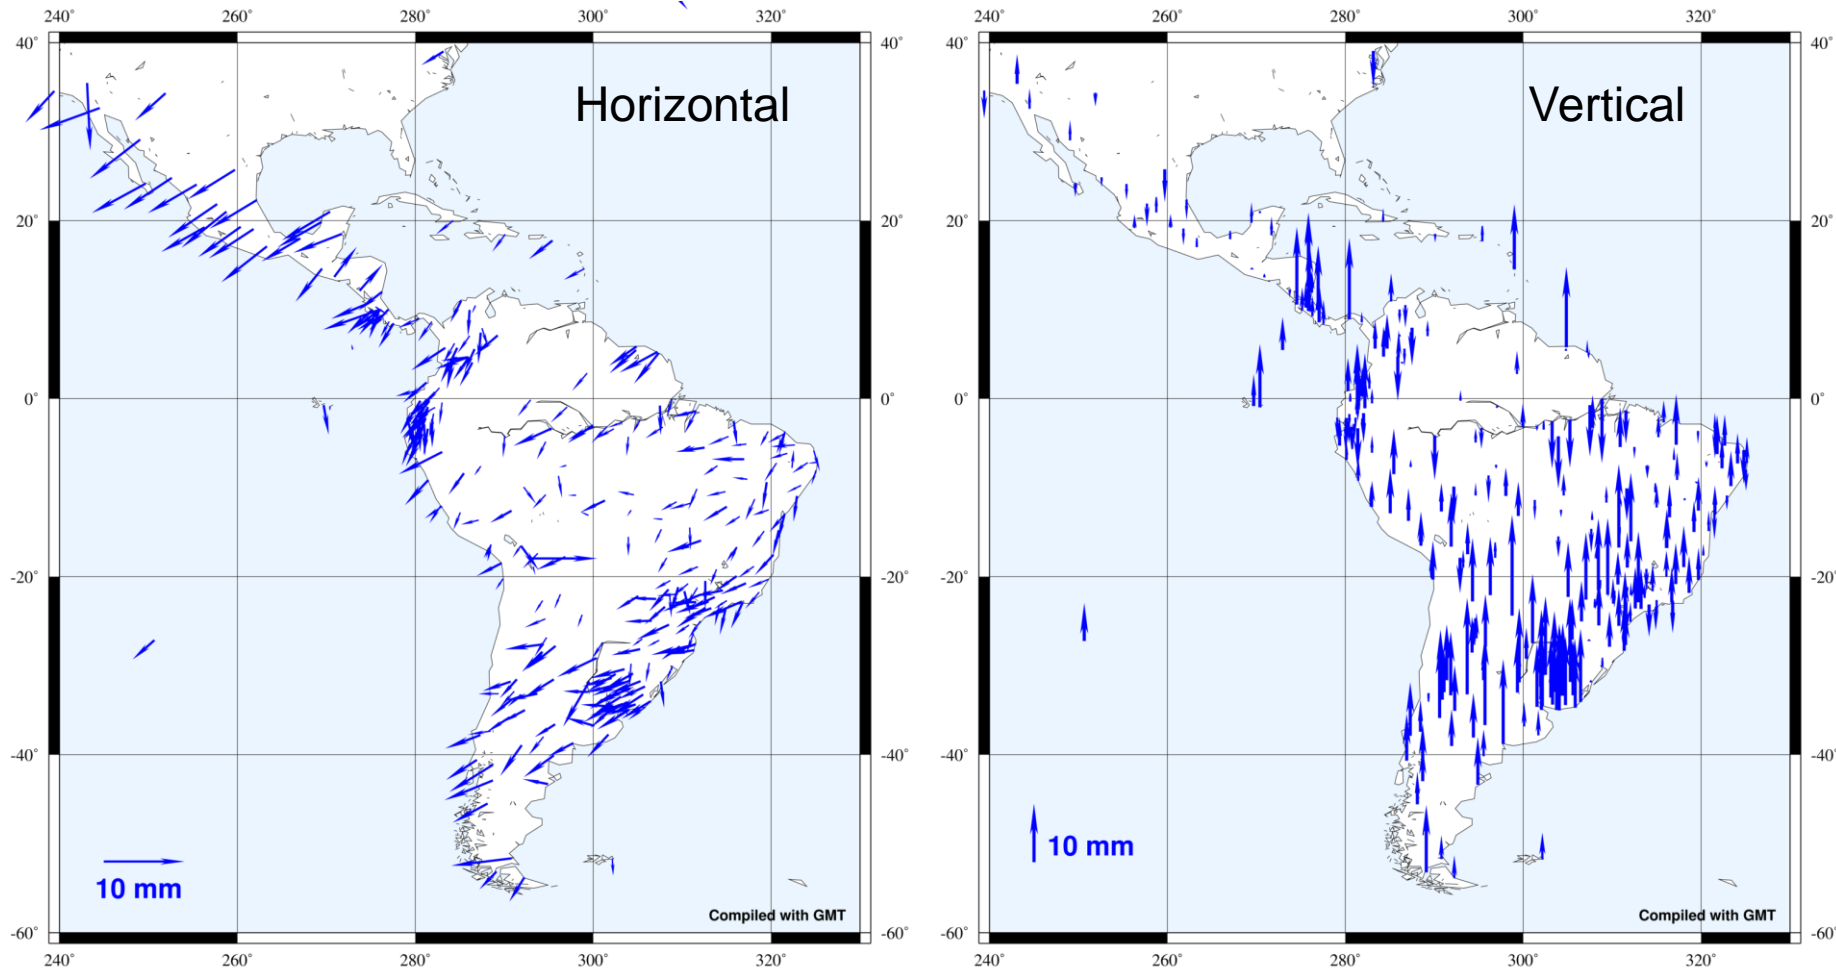 240° 260° 280° 300° 320° 240° 260° 280° 300° 320°
40° 40° 40° 40°
Horizontal Vertical
20° 20° 20° 20°
0° 0° 0° 0°
-20° -20° -20° -20°
-40° -40° -40° -40°
10 mm 10 mm
Compiled with GMT Compiled with GMT
-60° -60° -60° -60°
240° 260° 280° 300° 320° 240° 260° 280° 300° 320°